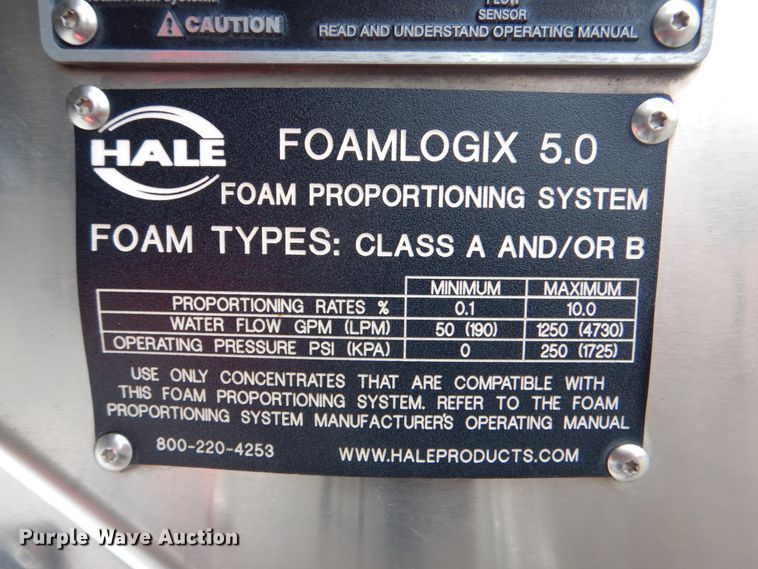 FLOW
SENSOR
CAUTION
READ AND UNDERSTAND OPERATING MANUAL
HALE
FOAMLOGIX 5.0
FOAM PROPORTIONING SYSTEM
FOAM TYPES: CLASS A AND/OR B
MINIMUM MAXIMUM
PROPORTIONING RATES % 0.1 10.0
WATER FLOW GPM (LPM) 50 (190) 1250 (4730)
OPERATING PRESSURE PSI (KPA) 0 250 (1725)
USE ONLY CONCENTRATES THAT ARE COMPATIBLE WITH
THIS FOAM PROPORTIONING SYSTEM. REFER TO THE FOAM
PROPORTIONING SYSTEM MANUFACTURER'S OPERATING MANUAL
800-220-4253 WWW.HALEPRODUCTS.COM
Purple Wave Auction